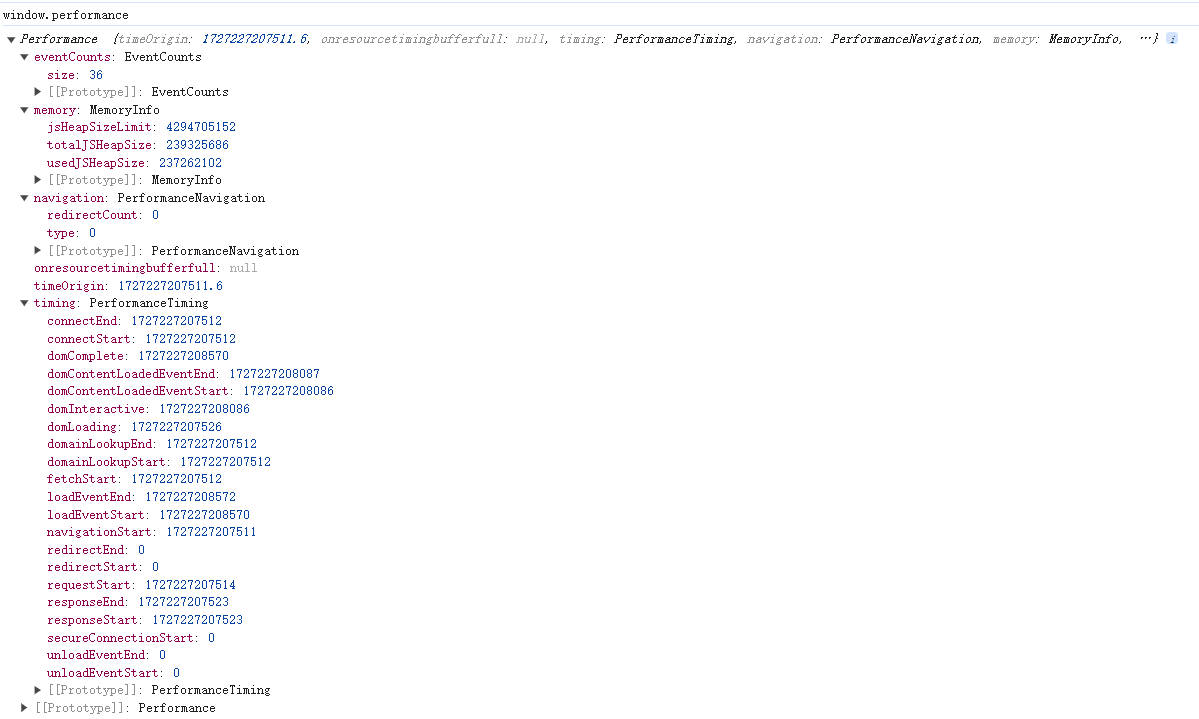 window.performance
Performance {timeOrigin: 1727227207511.6, onresourcetimingbufferfull: null, timing: PerformanceTiming, navigation: PerformanceNavigation, memory: MemoryInfo, …} i
eventCounts: EventCounts
size: 36
[[Prototype]]: EventCounts
memory: MemoryInfo
jsHeapSizeLimit: 4294705152
totalJSHeapSize: 239325686
usedJSHeapSize: 237262102
[[Prototype]]: MemoryInfo
navigation: PerformanceNavigation
redirectCount: 0
type: 0
[[Prototype]]: PerformanceNavigation
onresourcetimingbufferfull: null
timeOrigin: 1727227207511.6
timing: PerformanceTiming
connectEnd: 1727227207512
connectStart: 1727227207512
domComplete: 1727227208570
domContentLoadedEventEnd: 1727227208087
domContentLoadedEventStart: 1727227208086
domInteractive: 1727227208086
domLoading: 1727227207526
domainLookupEnd: 1727227207512
domainLookupStart: 1727227207512
fetchStart: 1727227207512
loadEventEnd: 1727227208572
loadEventStart: 1727227208570
navigationStart: 1727227207511
redirectEnd: 0
redirectStart: 0
requestStart: 1727227207514
responseEnd: 1727227207523
responseStart: 1727227207523
secureConnectionStart: 0
unloadEventEnd: 0
unloadEventStart: 0
[[Prototype]]: PerformanceTiming
[[Prototype]]: Performance